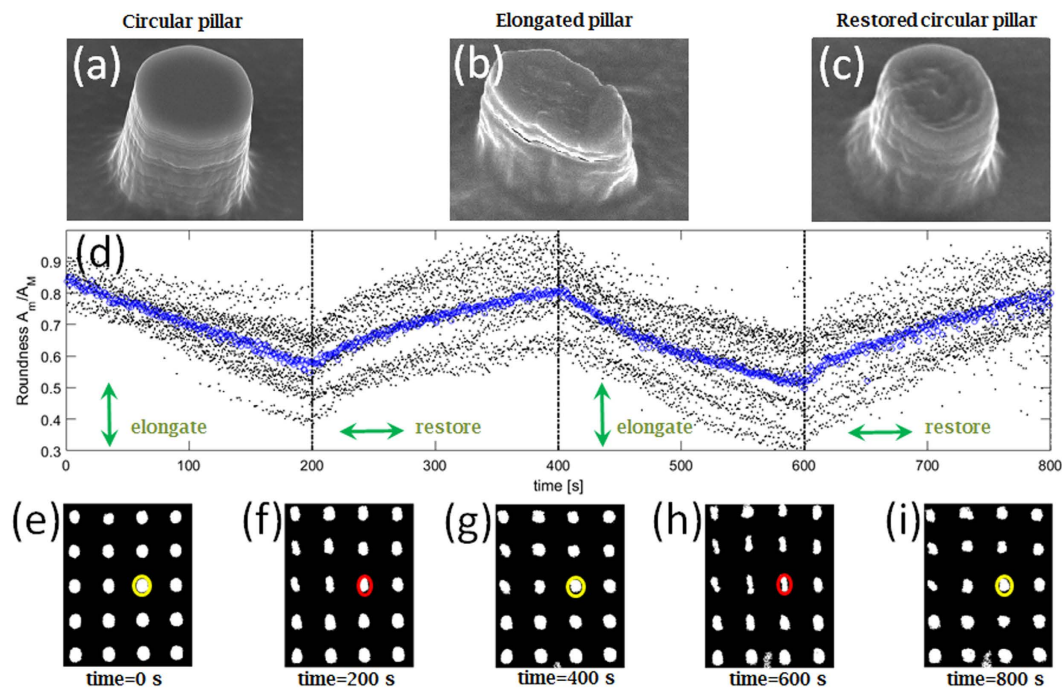 Circular pillar
Elongated pillar
Restored circular pillar
(a)
(b)
(c)
(d)
Roundness Am/AM
0.9
0.8
0.7
0.6
0.5
0.4
0.3
elongate
restore
elongate
restore
0
100
200
300
400
500
600
700
800
time [s]
(e)
(f)
(g)
(h)
(i)
time=0 s
time=200 s
time=400 s
time=600 s
time=800 s